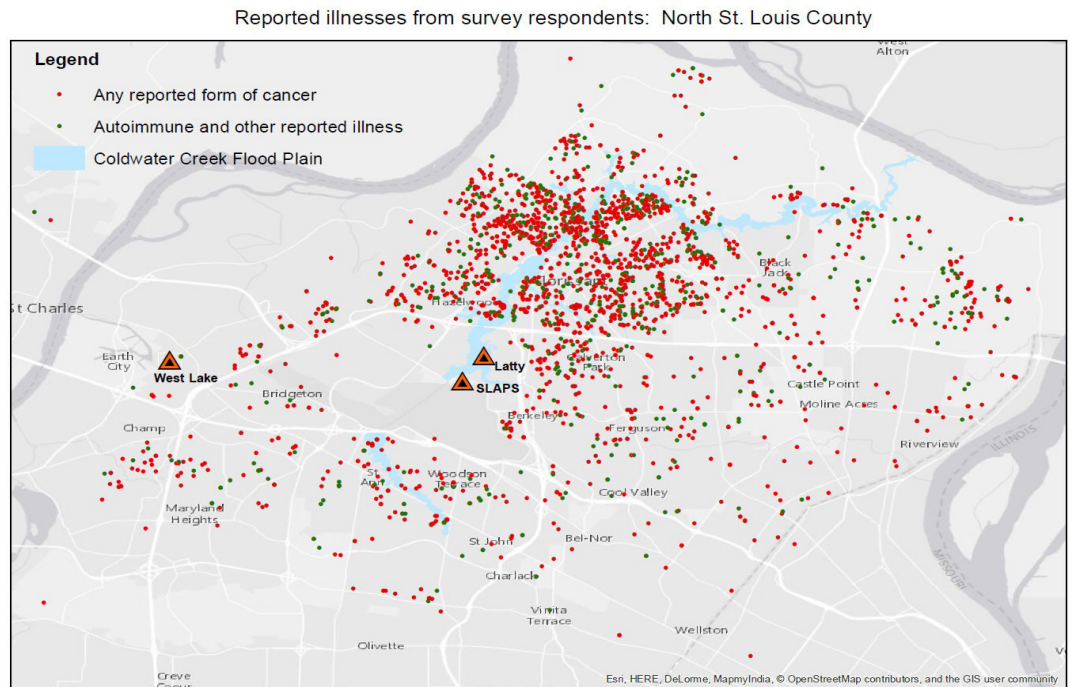 Reported illnesses from survey respondents: North St. Louis County
West
Alton
Legend
Any reported form of cancer
Autoimmune and other reported illness
Coldwater Creek Flood Plain
Black
Jack
Florissant
Hazelwood
St Charles
Earth
City
West Lake
Latty
SLAPS
Calverton
Park
Castle Point
Bridgeton
Moline Acres
Champ
Berkeley
Ferguson
Riverview
ILLINOIS
MISSOURI
St
Ann
Woodson
Terrace
Cool Valley
Maryland
Heights
St John
Bel-Nor
Charlack
Vinita
Terrace
Wellston
Olivette
Creve
Esri, HERE, DeLorme, MapmyIndia, © OpenStreetMap contributors, and the GIS user community